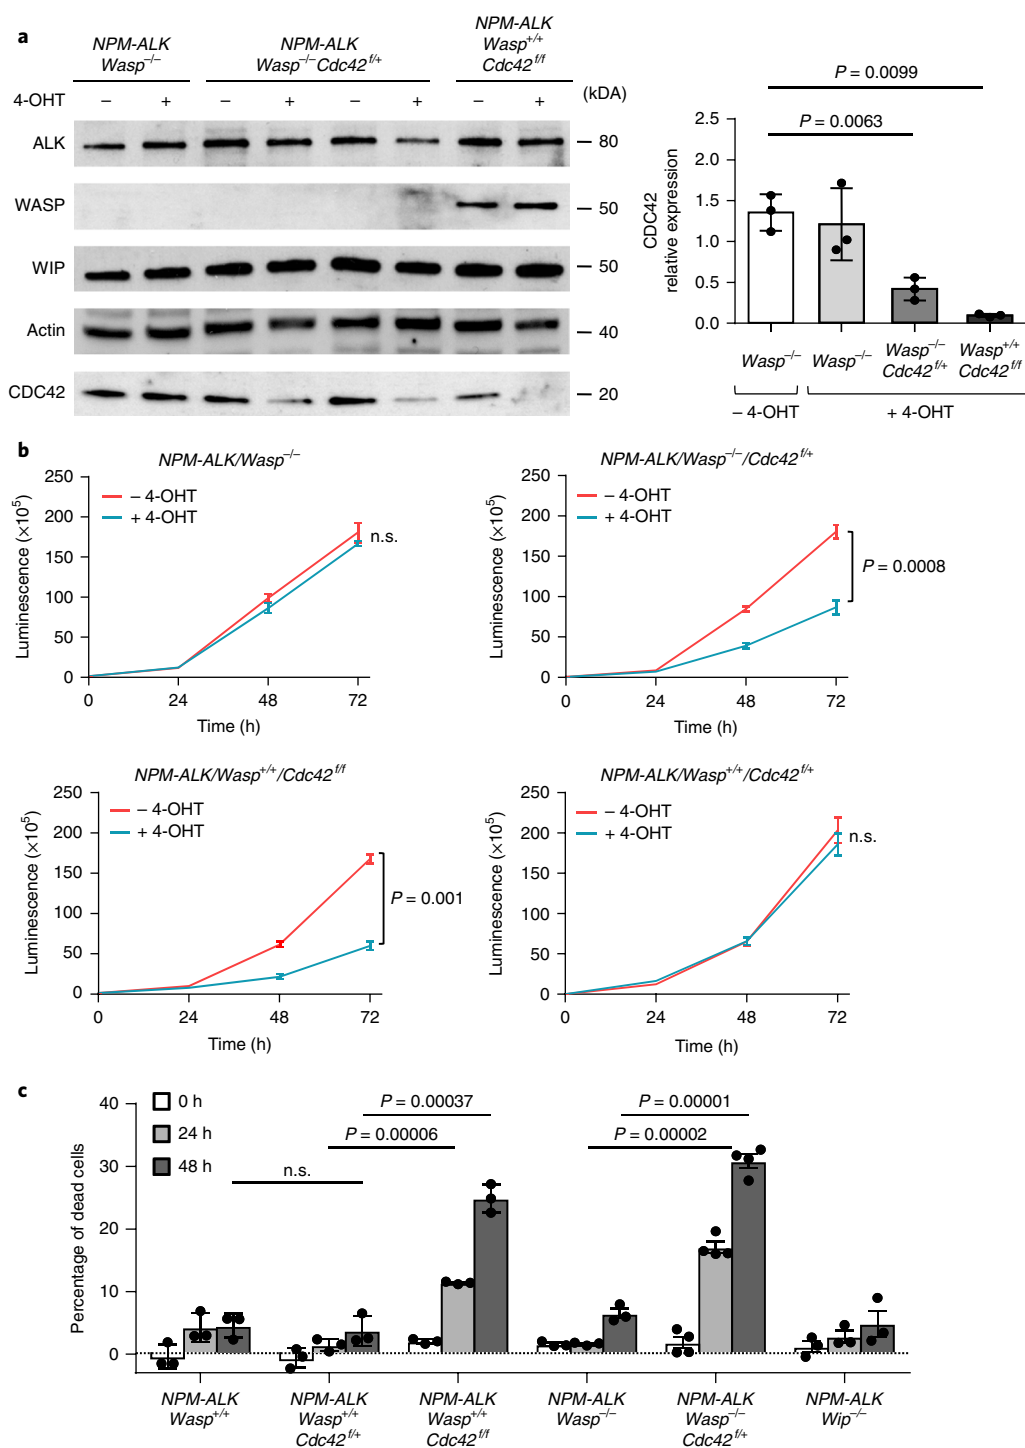 a
NPM-ALK
Wasp–/–
NPM-ALK
Wasp–/–Cdc42f/+
NPM-ALK
Wasp+/+
Cdc42f/f
4-OHT – + – + – + – + (kDA)
ALK 80
WASP 50
WIP 50
Actin 40
CDC42 20
P = 0.0099
P = 0.0063
CDC42
relative expression
2.5
2.0
1.5
1.0
0.5
0.0
Wasp–/– Wasp–/– Wasp–/– Wasp+/+
Cdc42f/+ Cdc42f/f
– 4-OHT + 4-OHT
b
NPM-ALK/Wasp–/–
Luminescence (×10⁵)
250
200
150
100
50
0
– 4-OHT
+ 4-OHT
n.s.
0 24 48 72
Time (h)
NPM-ALK/Wasp–/–/Cdc42f/+
Luminescence (×10⁵)
250
200
150
100
50
0
– 4-OHT
+ 4-OHT
P = 0.0008
0 24 48 72
Time (h)
NPM-ALK/Wasp+/+/Cdc42f/f
Luminescence (×10⁵)
250
200
150
100
50
0
– 4-OHT
+ 4-OHT
P = 0.001
0 24 48 72
Time (h)
NPM-ALK/Wasp+/+/Cdc42f/+
Luminescence (×10⁵)
250
200
150
100
50
0
– 4-OHT
+ 4-OHT
n.s.
0 24 48 72
Time (h)
c
Percentage of dead cells
40
30
20
10
0
0 h
24 h
48 h
n.s.
P = 0.00037
P = 0.00006
P = 0.00001
P = 0.00002
NPM-ALK
Wasp+/+
NPM-ALK
Wasp+/+
Cdc42f/+
NPM-ALK
Wasp+/+
Cdc42f/f
NPM-ALK
Wasp–/–
NPM-ALK
Wasp–/–
Cdc42f/+
NPM-ALK
Wip–/–